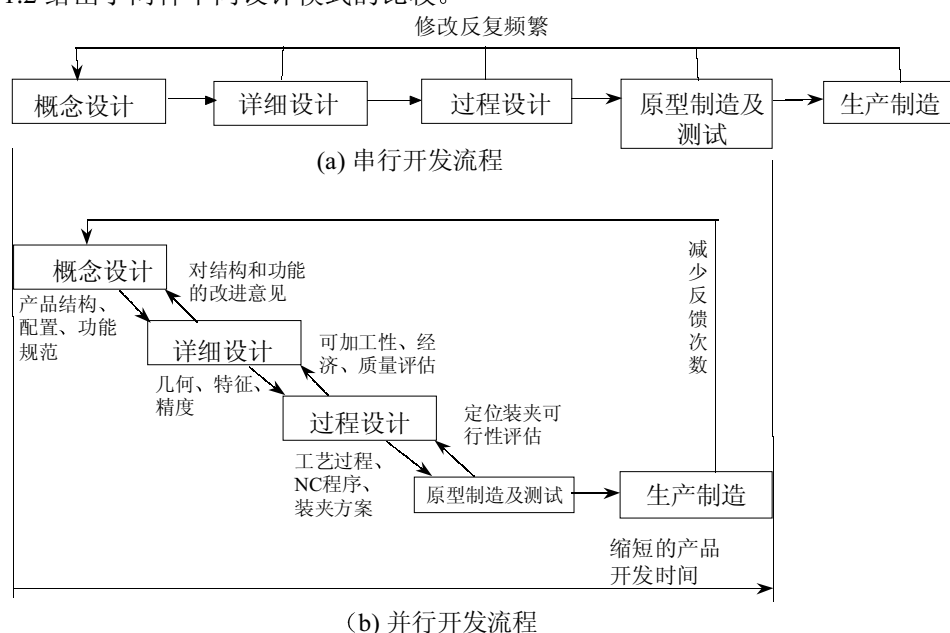 1.2 给出了两种不同设计模式的比较。
修改反复频繁
概念设计
详细设计
过程设计
原型制造及
测试
生产制造
(a) 串行开发流程
减
少
反
馈
次
数
概念设计
对结构和功能
的改进意见
产品结构、
配置、功能
规范
详细设计
可加工性、经
济、质量评估
几何、特征、
精度
过程设计
定位装夹可
行性评估
工艺过程、
NC程序、
装夹方案
原型制造及测试
生产制造
缩短的产品
开发时间
（b) 并行开发流程